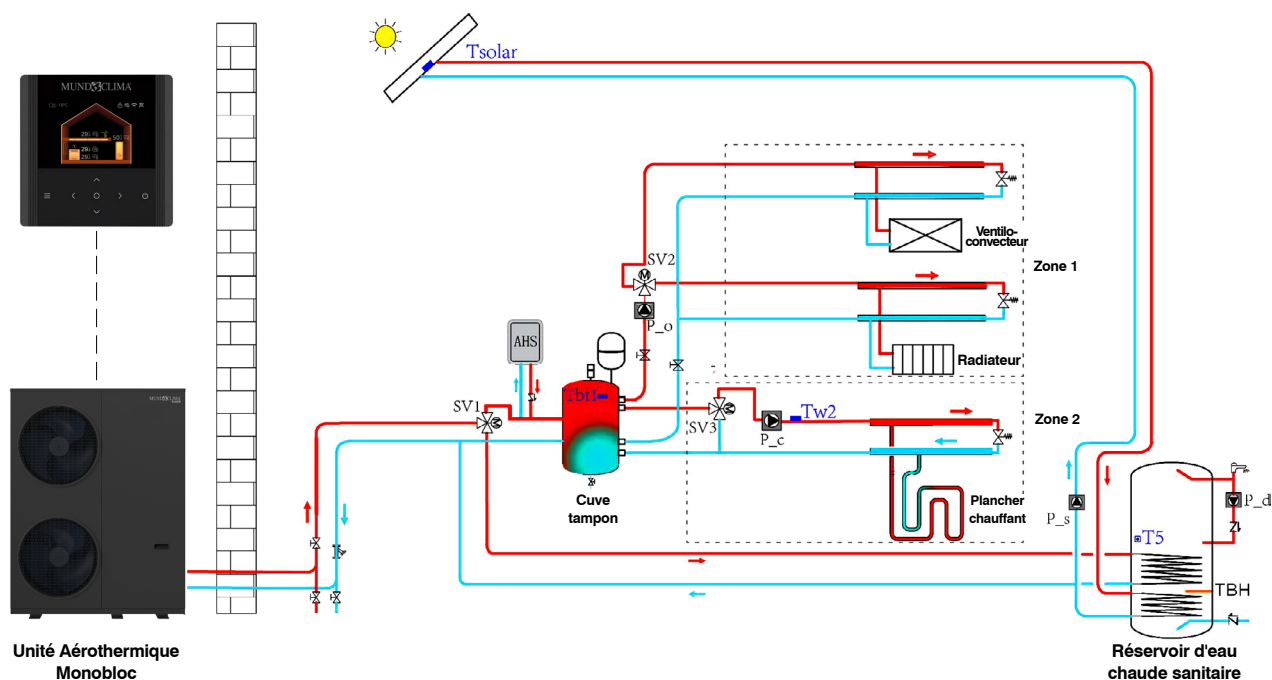 Tsolar
MUNDOCLIMA
Ventilo-
convecteur
SV2
Zone 1
P_o
AHS
Radiateur
Tbt1
SV1
SV3
Tw2
Zone 2
P_c
Cuve
tampon
Plancher
chauffant
P_s
P_d
T5
TBH
MUNDOCLIMA
Unité Aérothermique
Monobloc
Réservoir d'eau
chaude sanitaire